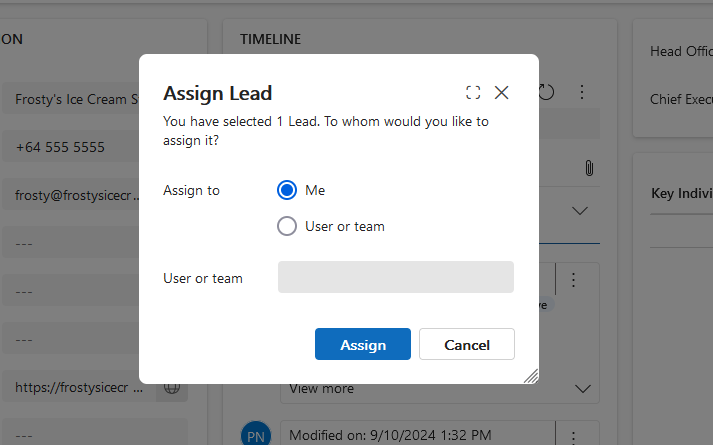 ON
Frosty's Ice Cream S
+64 555 5555
frosty@frostysicecr ...
---
---
---
https://frostysicecr ...
---
TIMELINE
Assign Lead
You have selected 1 Lead. To whom would you like to
assign it?
Assign to
Me
User or team
User or team
Assign
Cancel
ve
View more
PN
Modified on: 9/10/2024 1:32 PM
Head Offic
Chief Execu
Key Indivi